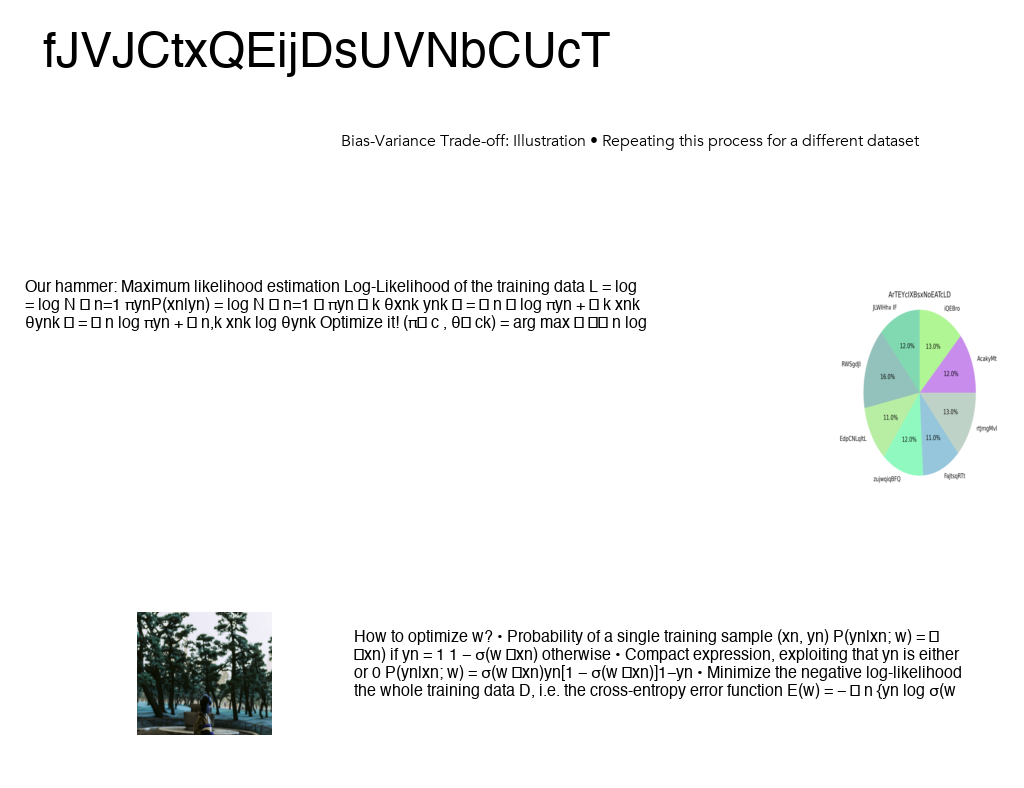 fJVJCtxQEijDsUVNbCUcT
Bias-Variance Trade-off: Illustration • Repeating this process for a different dataset
Our hammer: Maximum likelihood estimation Log-Likelihood of the training data L = log
= log N □ n=1 πynP(xn|yn) = log N □ n=1 □ πyn □ k θxnk ynk □ = □ n □ log πyn + □ k xnk
θynk □ = □ n log πyn + □ n,k xnk log θynk Optimize it! (π□ c , θ□ ck) = arg max □ □□ n log
ArTEYcIXBsxNoEATcLD
JLWIHhv IF
iQEBro
12.0%
13.0%
RWSgdJI
AcakyMt
16.0%
12.0%
11.0%
13.0%
EdpCNLqitL
rtJmgMvl
12.0%
11.0%
zujwqiqBFQ
FajtsqRTt
How to optimize w? • Probability of a single training sample (xn, yn) P(yn|xn; w) = □
□xn) if yn = 1 1 − σ(w □xn) otherwise • Compact expression, exploiting that yn is either
or 0 P(yn|xn; w) = σ(w □xn)yn[1 − σ(w □xn)]1−yn • Minimize the negative log-likelihood
the whole training data D, i.e. the cross-entropy error function E(w) = − □ n {yn log σ(w